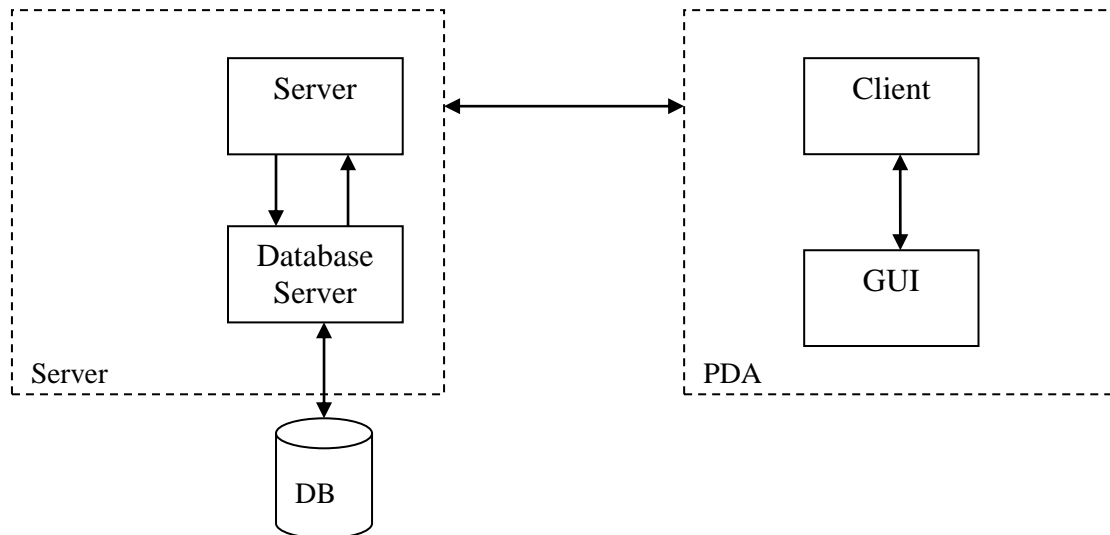 Server
Client
Database
Server
GUI
Server
PDA
DB